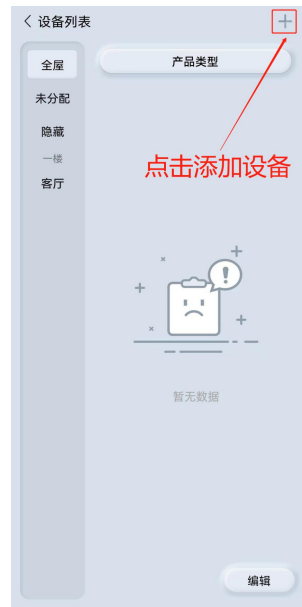 设备列表
全屋
产品类型
未分配
隐藏
一楼
客厅
点击添加设备
暂无数据
编辑